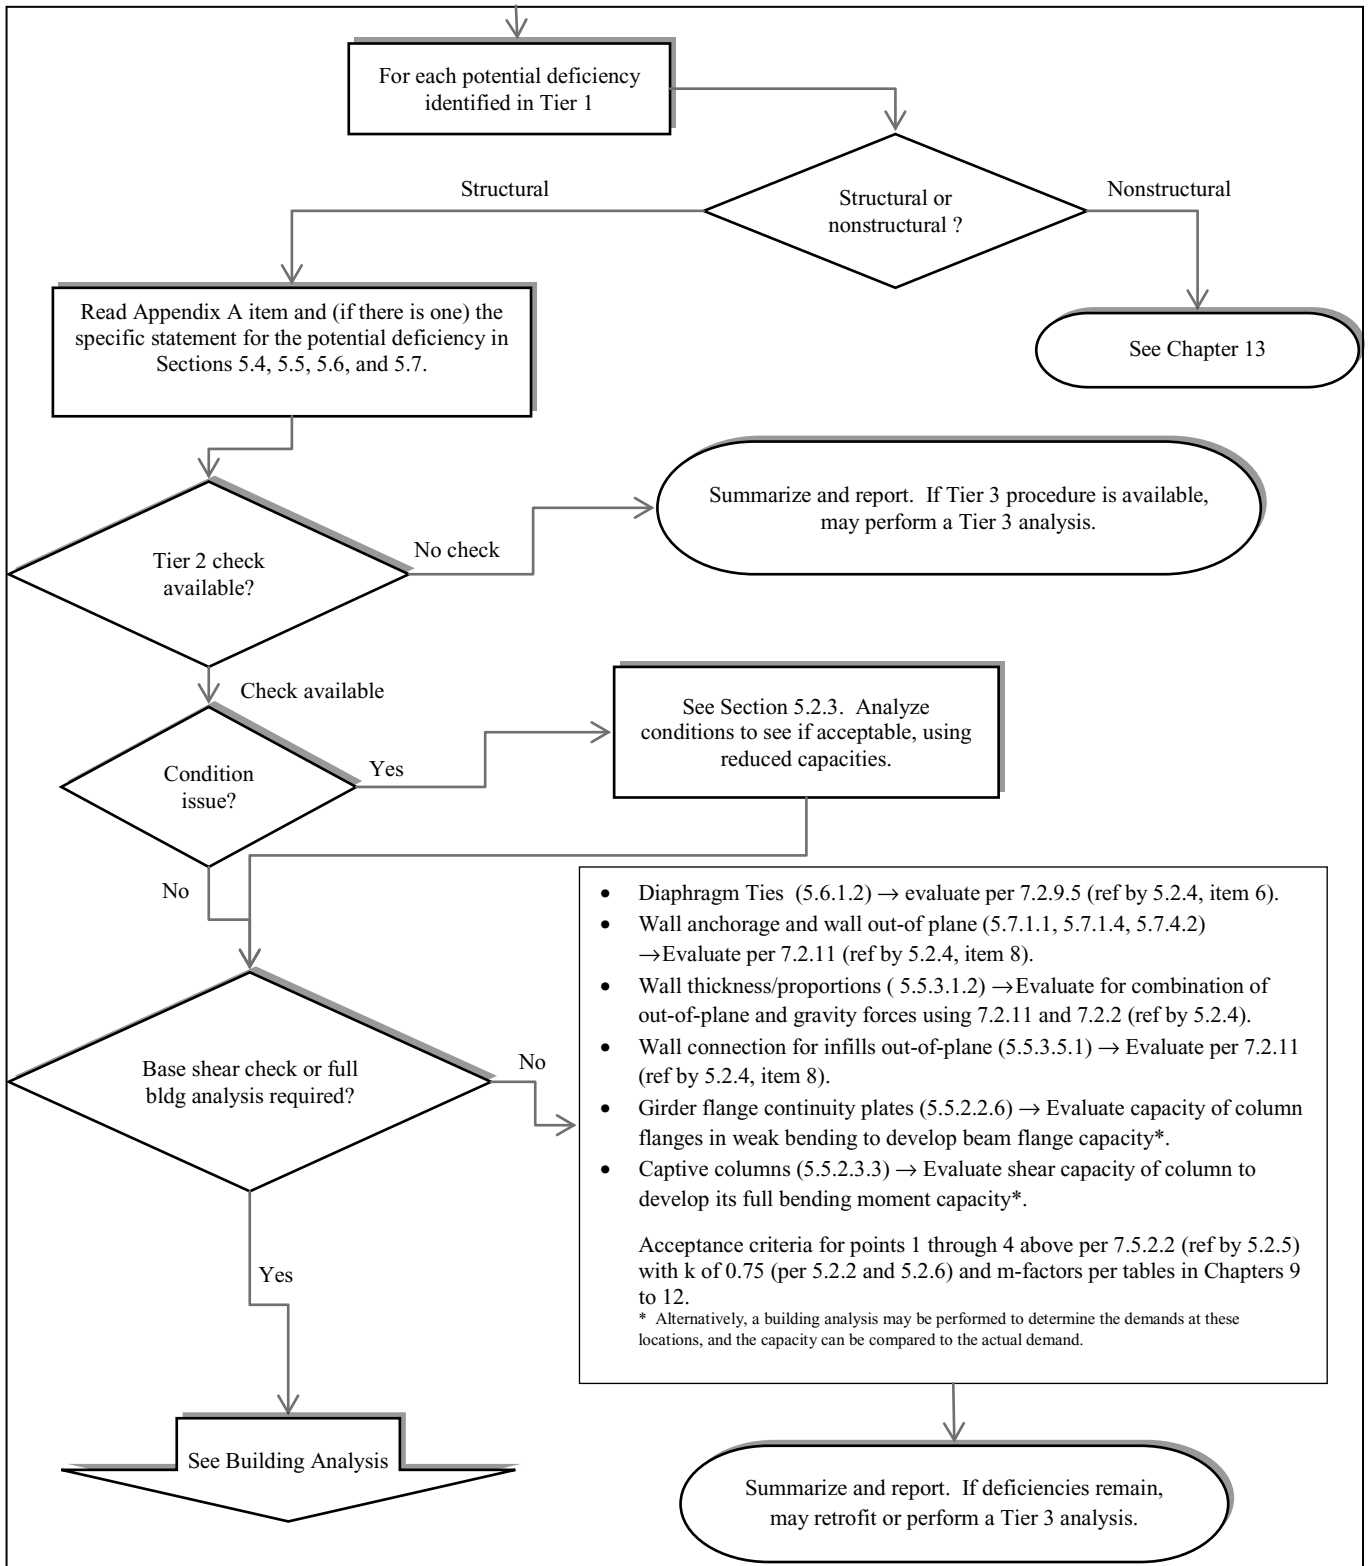 For each potential deficiency
identified in Tier 1
Structural
Structural or
nonstructural ?
Nonstructural
Read Appendix A item and (if there is one) the
specific statement for the potential deficiency in
Sections 5.4, 5.5, 5.6, and 5.7.
See Chapter 13
Summarize and report.  If Tier 3 procedure is available,
may perform a Tier 3 analysis.
Tier 2 check
available?
No check
Check available
See Section 5.2.3.  Analyze
conditions to see if acceptable, using
reduced capacities.
Condition
issue?
Yes
No
• Diaphragm Ties  (5.6.1.2) → evaluate per 7.2.9.5 (ref by 5.2.4, item 6).
• Wall anchorage and wall out-of plane (5.7.1.1, 5.7.1.4, 5.7.4.2)
→Evaluate per 7.2.11 (ref by 5.2.4, item 8).
• Wall thickness/proportions ( 5.5.3.1.2) →Evaluate for combination of
out-of-plane and gravity forces using 7.2.11 and 7.2.2 (ref by 5.2.4).
• Wall connection for infills out-of-plane (5.5.3.5.1) → Evaluate per 7.2.11
(ref by 5.2.4, item 8).
• Girder flange continuity plates (5.5.2.2.6) → Evaluate capacity of column
flanges in weak bending to develop beam flange capacity*.
• Captive columns (5.5.2.3.3) → Evaluate shear capacity of column to
develop its full bending moment capacity*.
Acceptance criteria for points 1 through 4 above per 7.5.2.2 (ref by 5.2.5)
with k of 0.75 (per 5.2.2 and 5.2.6) and m-factors per tables in Chapters 9
to 12.
*  Alternatively, a building analysis may be performed to determine the demands at these
locations, and the capacity can be compared to the actual demand.
Base shear check or full
bldg analysis required?
No
Yes
See Building Analysis
Summarize and report.  If deficiencies remain,
may retrofit or perform a Tier 3 analysis.